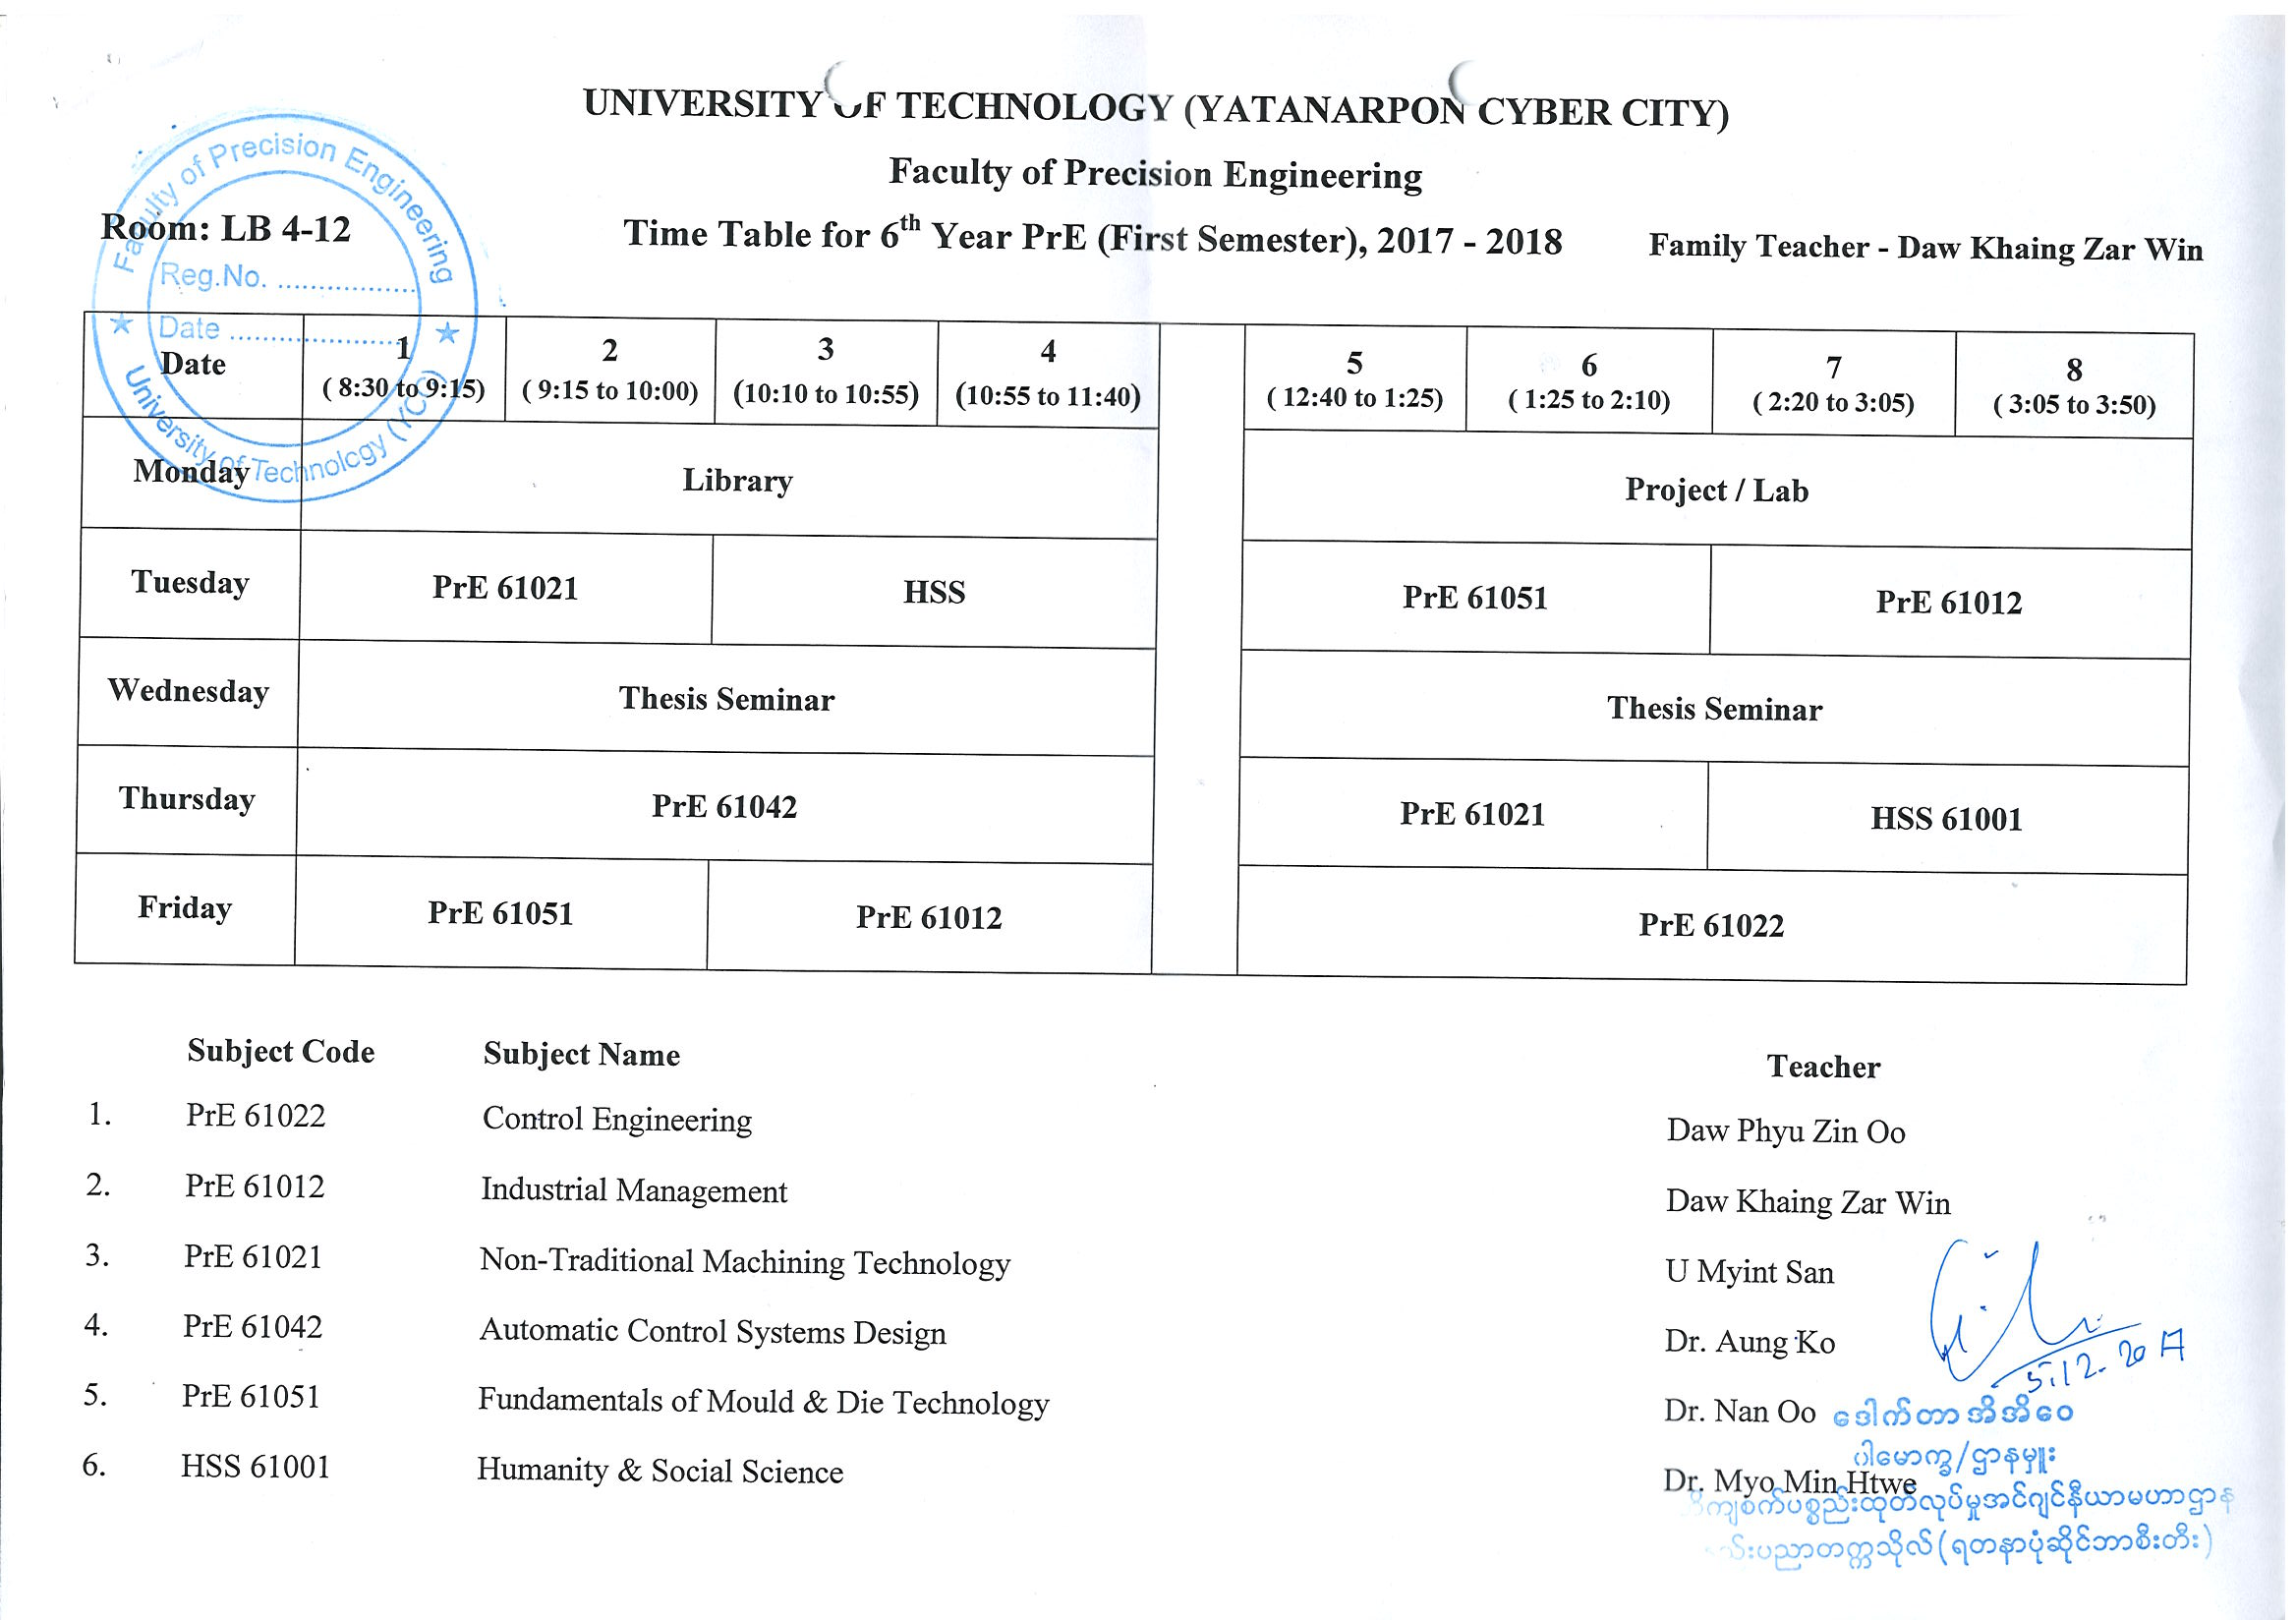 UNIVERSITY OF TECHNOLOGY (YATANARPON CYBER CITY)
Faculty of Precision Engineering
Room: LB 4-12
Time Table for 6th Year PrE (First Semester), 2017 - 2018
Family Teacher - Daw Khaing Zar Win
Faculty of Precision Engineering
Reg.No. ..................
Date ......................
University of Technology (YCC)
Date 1 2 3 4 5 6 7 8
( 8:30 to 9:15) ( 9:15 to 10:00) (10:10 to 10:55) (10:55 to 11:40) ( 12:40 to 1:25) ( 1:25 to 2:10) ( 2:20 to 3:05) ( 3:05 to 3:50)
Monday Library Project / Lab
Tuesday PrE 61021 HSS PrE 61051 PrE 61012
Wednesday Thesis Seminar Thesis Seminar
Thursday PrE 61042 PrE 61021 HSS 61001
Friday PrE 61051 PrE 61012 PrE 61022
Subject Code Subject Name Teacher
1. PrE 61022 Control Engineering Daw Phyu Zin Oo
2. PrE 61012 Industrial Management Daw Khaing Zar Win
3. PrE 61021 Non-Traditional Machining Technology U Myint San
4. PrE 61042 Automatic Control Systems Design Dr. Aung Ko
5. PrE 61051 Fundamentals of Mould & Die Technology Dr. Nan Oo
6. HSS 61001 Humanity & Social Science Dr. Myo Min Htwe
5.12.2017
ဒေါက်တာအိအိဝေ
ပါမောက္ခ/ဌာနမှူး
ပစ္စည်းထုတ်လုပ်မှုအင်ဂျင်နီယာမဟာဌာန
တက္ကသိုလ်(ရတနာပုံဆိုင်ဘာစီးတီး)